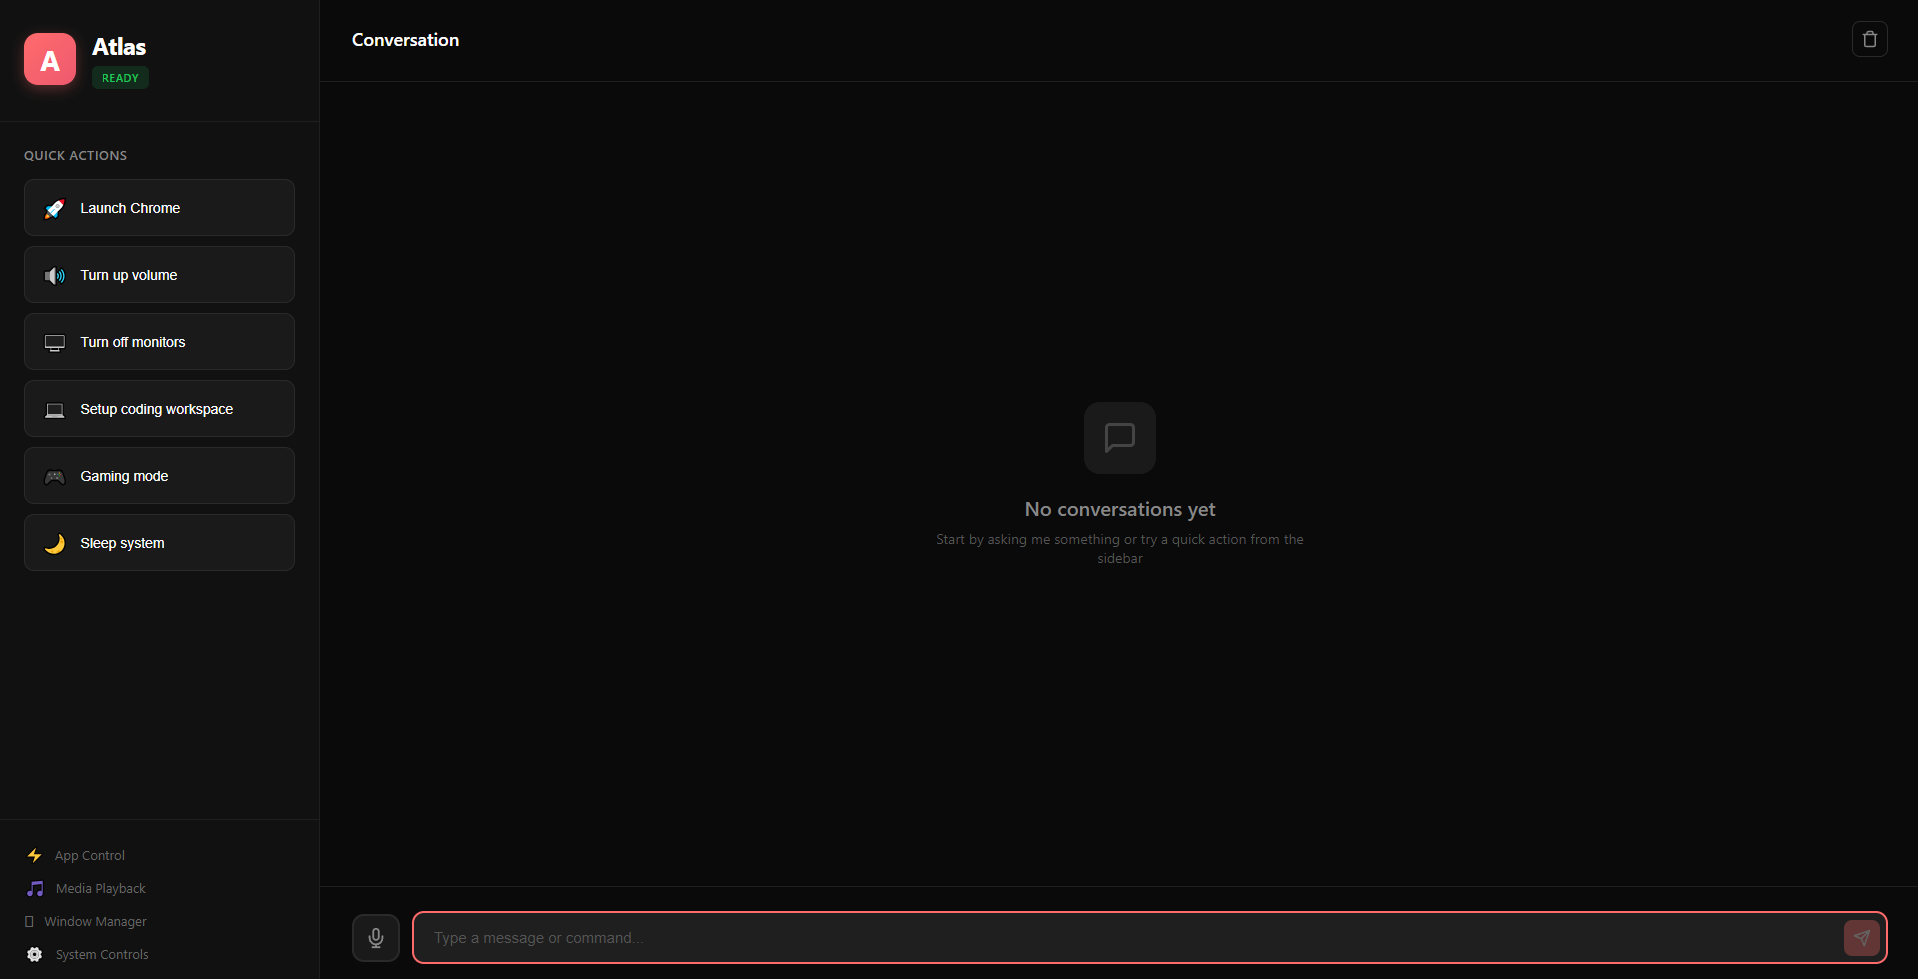 A
Atlas
READY
QUICK ACTIONS
Launch Chrome
Turn up volume
Turn off monitors
Setup coding workspace
Gaming mode
Sleep system
App Control
Media Playback
Window Manager
System Controls
Conversation
No conversations yet
Start by asking me something or try a quick action from the
sidebar
Type a message or command...